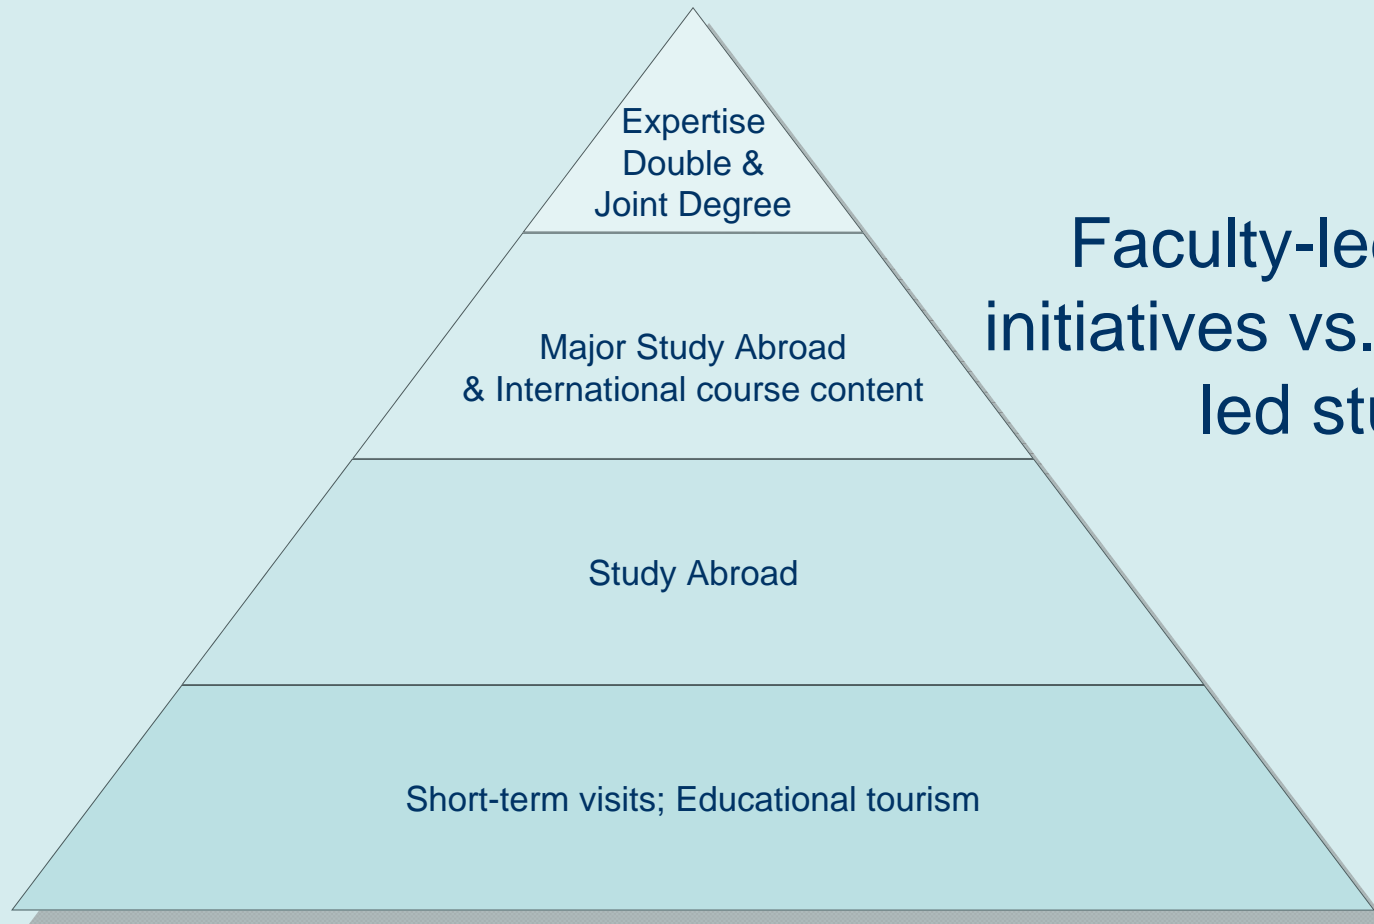 Expertise
Double &
Joint Degree
Major Study Abroad
& International course content
Study Abroad
Short-term visits; Educational tourism
initiatives vs.
led